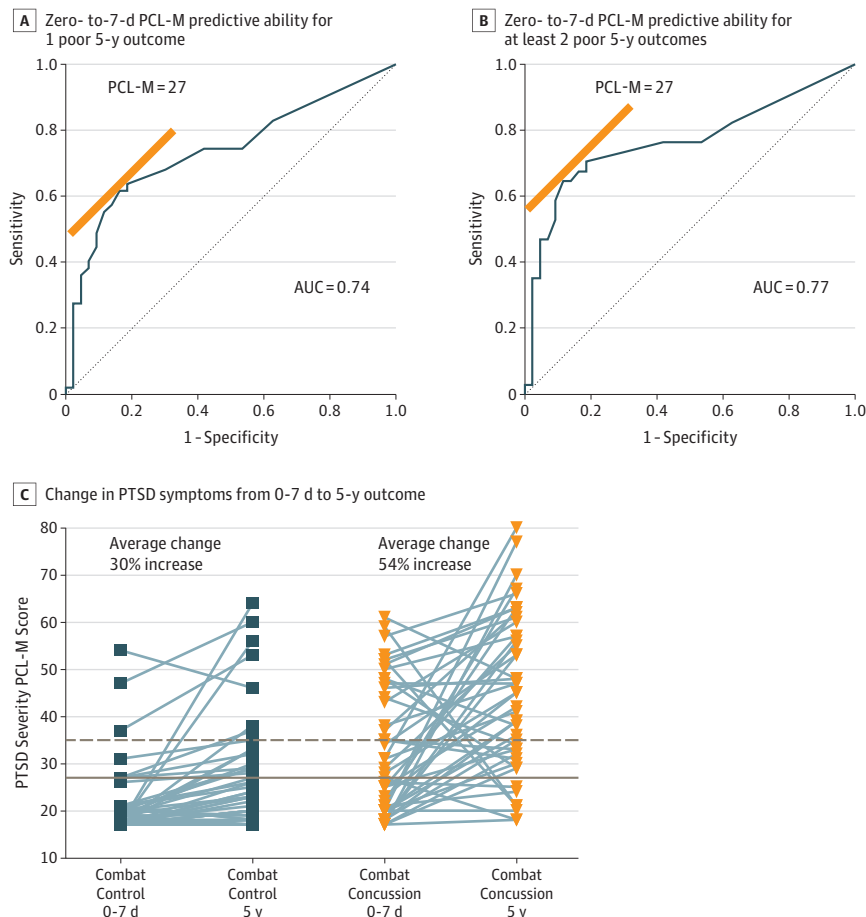 A Zero- to-7-d PCL-M predictive ability for
1 poor 5-y outcome
1.0
0.8
0.6
0.4
0.2
0
Sensitivity
PCL-M = 27
AUC = 0.74
0
0.2
0.4
0.6
0.8
1.0
1 - Specificity
B Zero- to-7-d PCL-M predictive ability for
at least 2 poor 5-y outcomes
1.0
0.8
0.6
0.4
0.2
0
Sensitivity
PCL-M = 27
AUC = 0.77
0
0.2
0.4
0.6
0.8
1.0
1 - Specificity
C Change in PTSD symptoms from 0-7 d to 5-y outcome
80
70
60
50
40
30
20
10
PTSD Severity PCL-M Score
Average change
30% increase
Average change
54% increase
Combat
Control
0-7 d
Combat
Control
5 y
Combat
Concussion
0-7 d
Combat
Concussion
5 y